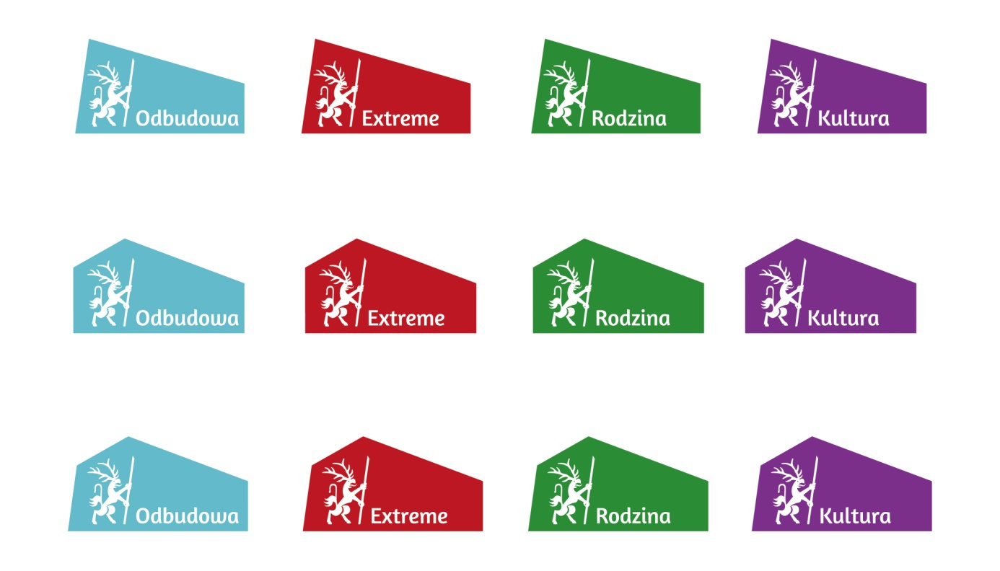 Odbudowa
Extreme
Rodzina
Kultura
Odbudowa
Extreme
Rodzina
Kultura
Odbudowa
Extreme
Rodzina
Kultura